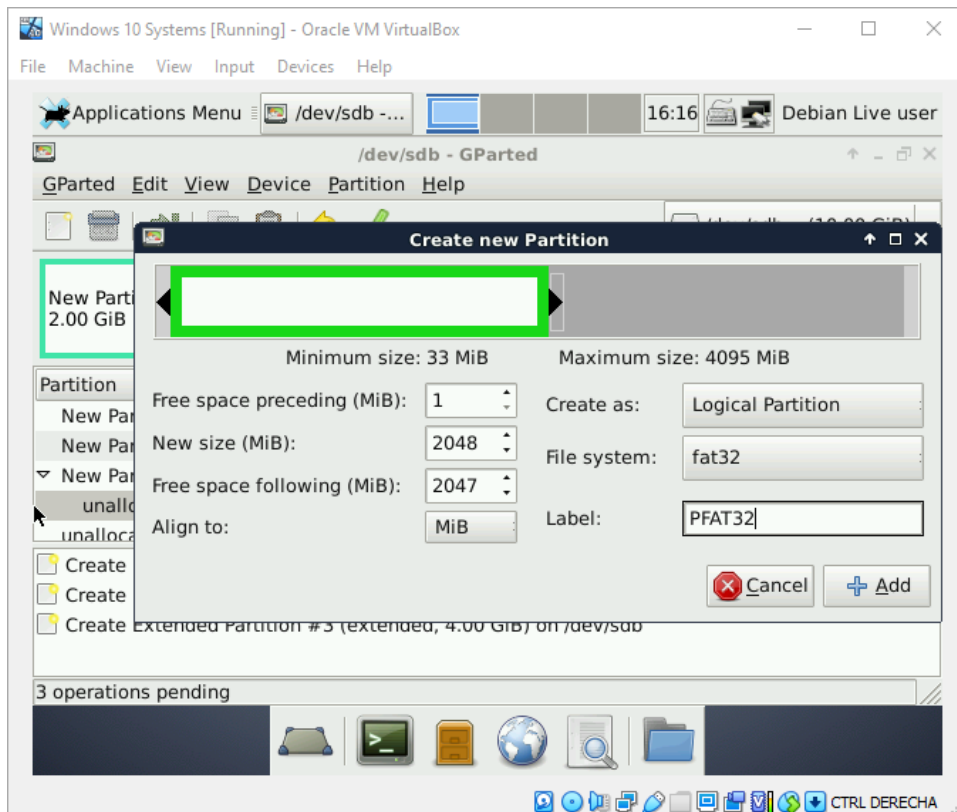 Windows 10 Systems [Running] - Oracle VM VirtualBox
File Machine View Input Devices Help
Applications Menu /dev/sdb -... 16:16 Debian Live user
/dev/sdb - GParted
GParted Edit View Device Partition Help
Create new Partition
New Parti
2.00 GiB
Minimum size: 33 MiB Maximum size: 4095 MiB
Partition
Free space preceding (MiB): 1 Create as: Logical Partition
New Par
New size (MiB): 2048
New Par
File system: fat32
New Par
Free space following (MiB): 2047
unallo
Label: PFAT32
Align to: MiB
unalloca
Create
Cancel Add
Create
Create Extended Partition #3 (extended, 4.00 GiB) on /dev/sdb
3 operations pending
CTRL DERECHA